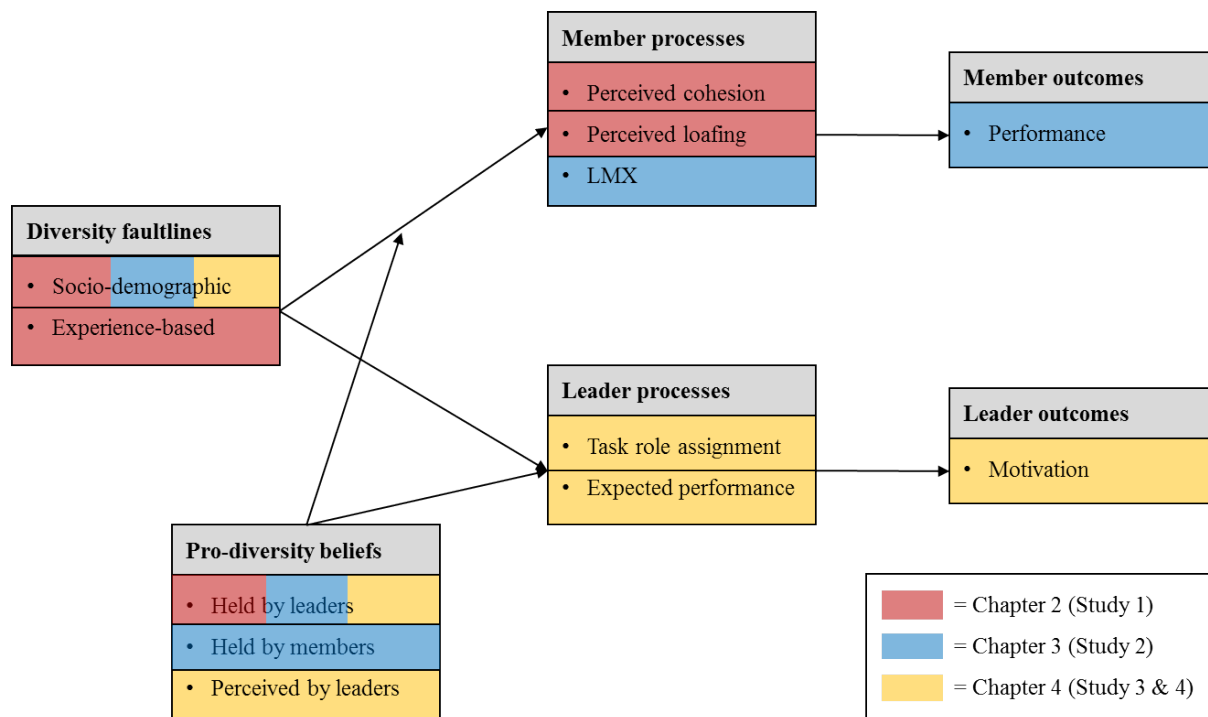 Member processes
• Perceived cohesion
• Perceived loafing
• LMX
Member outcomes
• Performance
Diversity faultlines
• Socio-demographic
• Experience-based
Leader processes
• Task role assignment
• Expected performance
Leader outcomes
• Motivation
Pro-diversity beliefs
• Held by leaders
• Held by members
• Perceived by leaders
= Chapter 2 (Study 1)
= Chapter 3 (Study 2)
= Chapter 4 (Study 3 & 4)